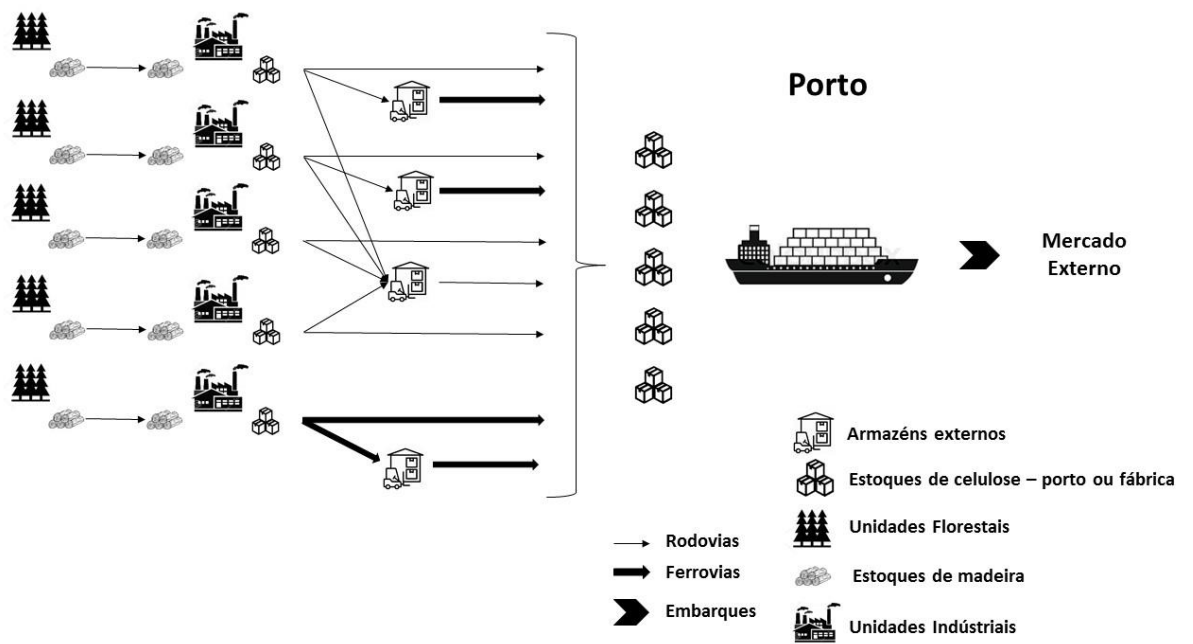 Porto
Mercado
Externo
Armazéns externos
Estoques de celulose – porto ou fábrica
Unidades Florestais
Rodovias
Ferrovias
Estoques de madeira
Embarques
Unidades Indústriais